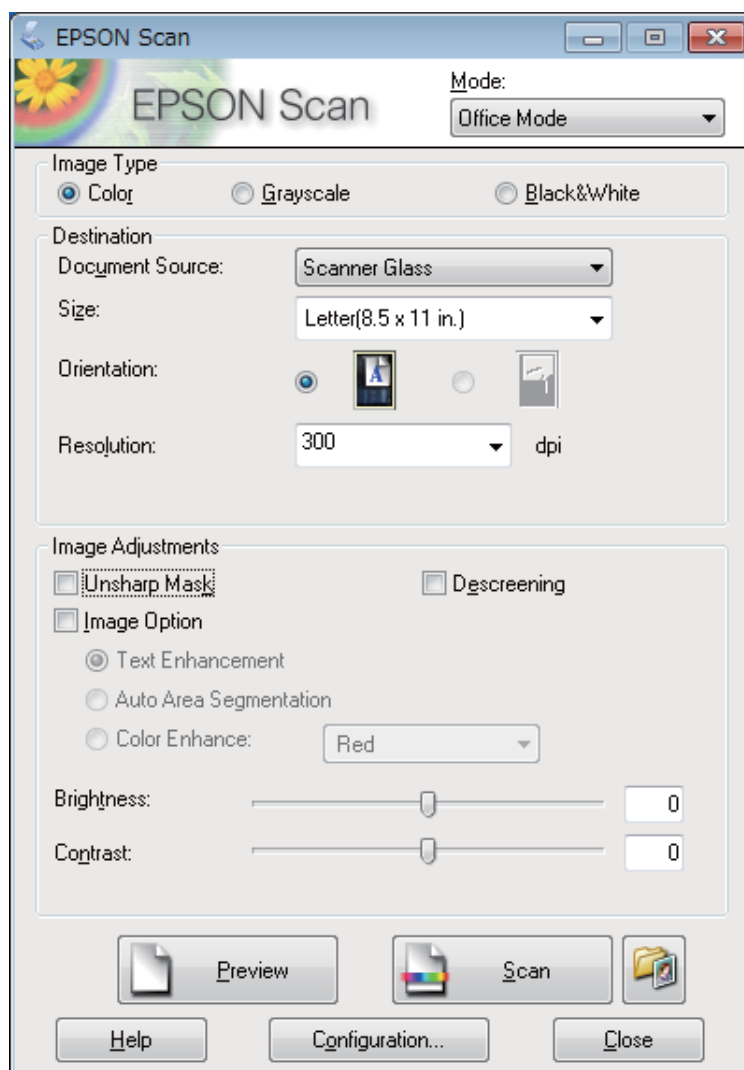 EPSON Scan
EPSON Scan
Mode:
Office Mode
Image Type
Color Grayscale Black&White
Destination
Document Source: Scanner Glass
Size: Letter(8.5 x 11 in.)
Orientation: A
Resolution: 300 dpi
Image Adjustments
Unsharp Mask Descreening
Image Option
Text Enhancement
Auto Area Segmentation
Color Enhance: Red
Brightness: 0
Contrast: 0
Preview Scan
Help Configuration... Close